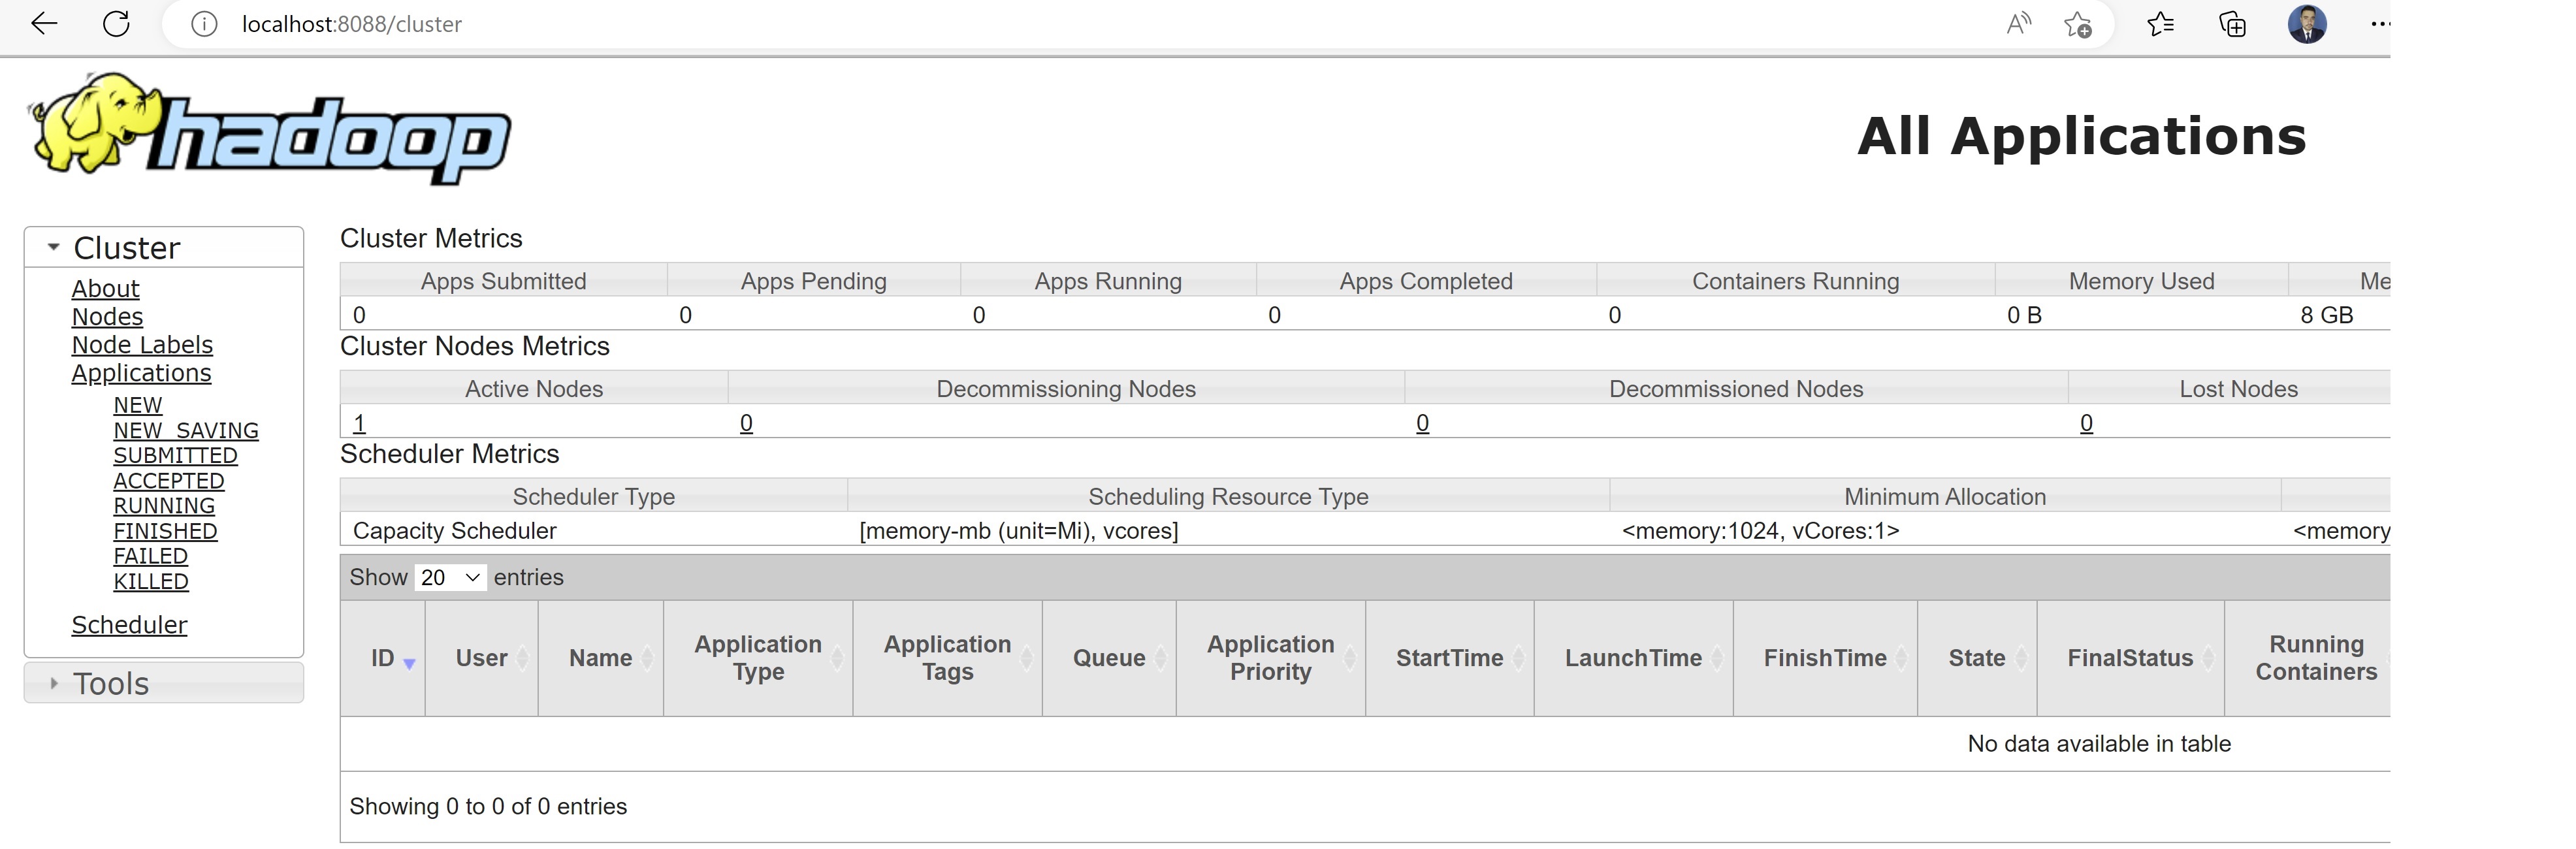 localhost:8088/cluster
hadoop
All Applications
Cluster
About
Nodes
Node Labels
Applications
NEW
NEW_SAVING
SUBMITTED
ACCEPTED
RUNNING
FINISHED
FAILED
KILLED
Scheduler
Tools
Cluster Metrics
Apps Submitted Apps Pending Apps Running Apps Completed Containers Running Memory Used Me
0 0 0 0 0 0 B 8 GB
Cluster Nodes Metrics
Active Nodes Decommissioning Nodes Decommissioned Nodes Lost Nodes
1 0 0 0
Scheduler Metrics
Scheduler Type Scheduling Resource Type Minimum Allocation
Capacity Scheduler [memory-mb (unit=Mi), vcores] <memory:1024, vCores:1> <memory
Show 20 entries
ID User Name Application Type Application Tags Queue Application Priority StartTime LaunchTime FinishTime State FinalStatus Running Containers
No data available in table
Showing 0 to 0 of 0 entries